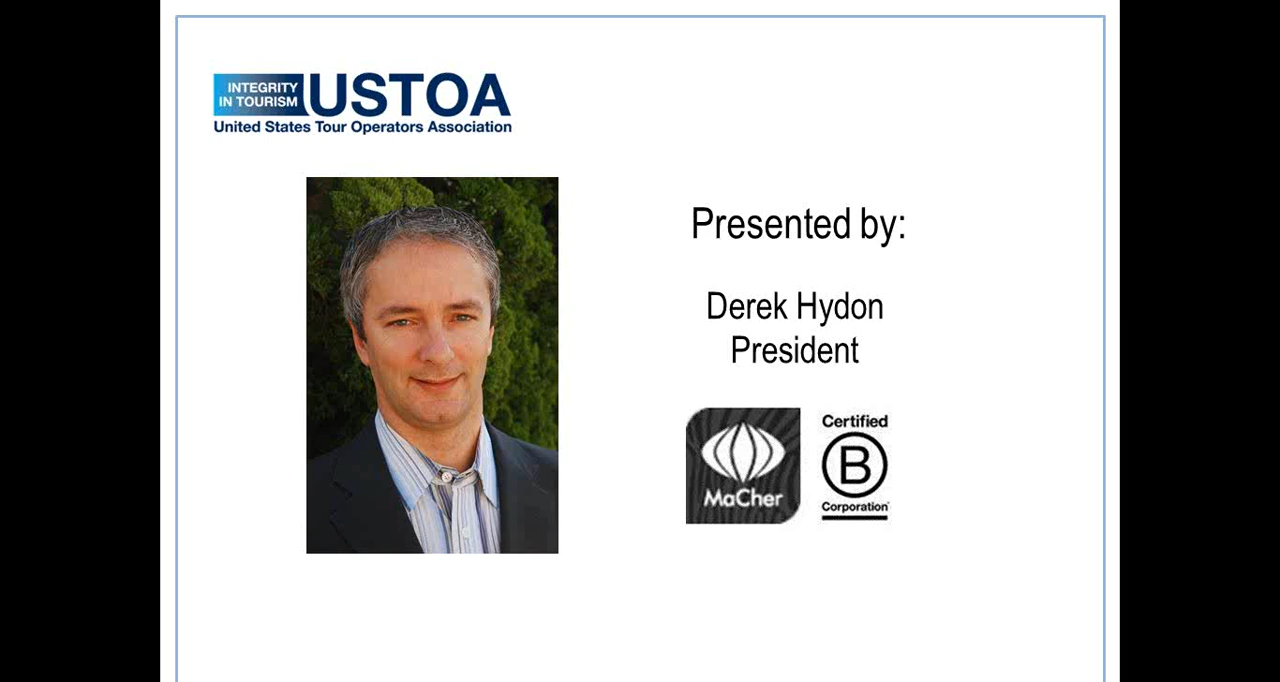 INTEGRITY
IN TOURISM
USTOA
United States Tour Operators Association
Presented by:
Derek Hydon
President
MaCher
Certified
B
Corporation